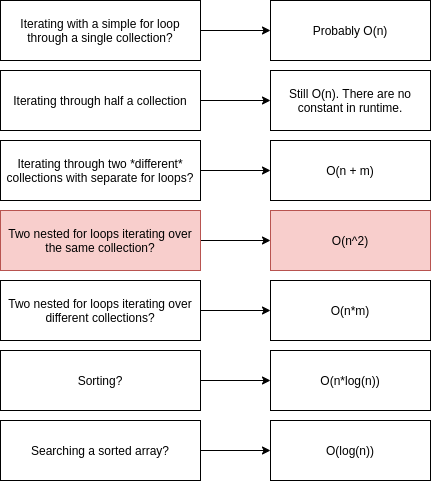 Iterating with a simple for loop
through a single collection?
Probably O(n)
Iterating through half a collection
Still O(n). There are no
constant in runtime.
Iterating through two *different*
collections with separate for loops?
O(n + m)
Two nested for loops iterating over
the same collection?
O(n^2)
Two nested for loops iterating over
different collections?
O(n*m)
Sorting?
O(n*log(n))
Searching a sorted array?
O(log(n))